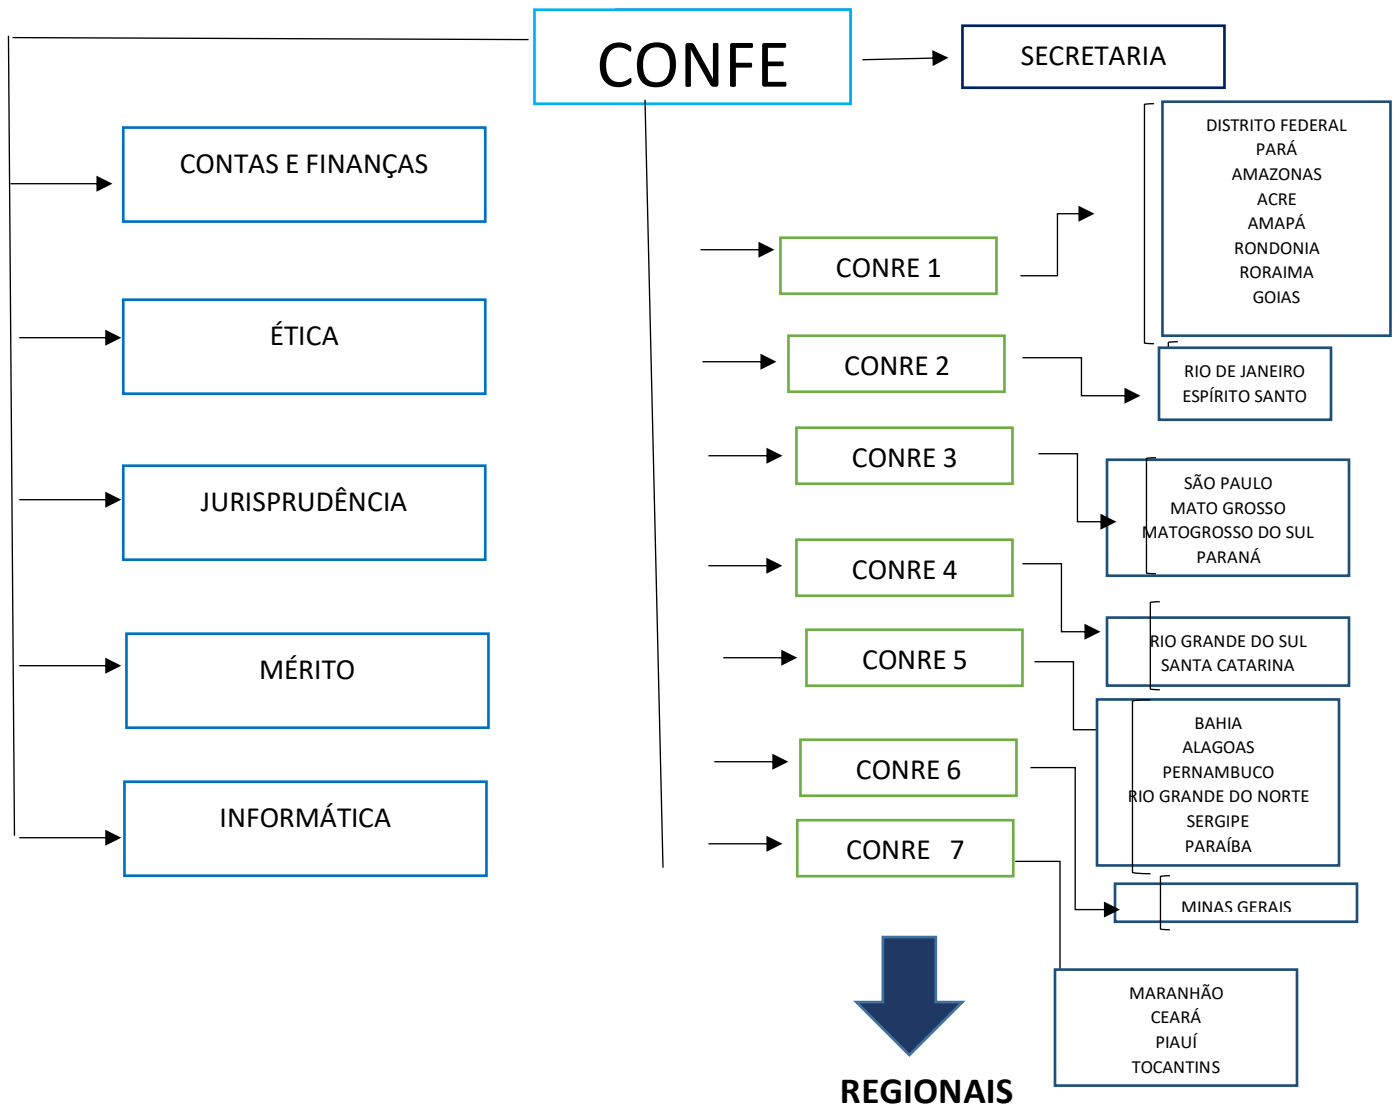 CONFE
SECRETARIA
CONTAS E FINANÇAS
ÉTICA
JURISPRUDÊNCIA
MÉRITO
INFORMÁTICA
CONRE 1
DISTRITO FEDERAL
PARÁ
AMAZONAS
ACRE
AMAPÁ
RONDONIA
RORAIMA
GOIAS
CONRE 2
RIO DE JANEIRO
ESPÍRITO SANTO
CONRE 3
SÃO PAULO
MATO GROSSO
MATOGROSSO DO SUL
PARANÁ
CONRE 4
RIO GRANDE DO SUL
SANTA CATARINA
CONRE 5
BAHIA
ALAGOAS
PERNAMBUCO
RIO GRANDE DO NORTE
SERGIPE
PARAÍBA
CONRE 6
MINAS GERAIS
CONRE 7
MARANHÃO
CEARÁ
PIAUÍ
TOCANTINS
REGIONAIS